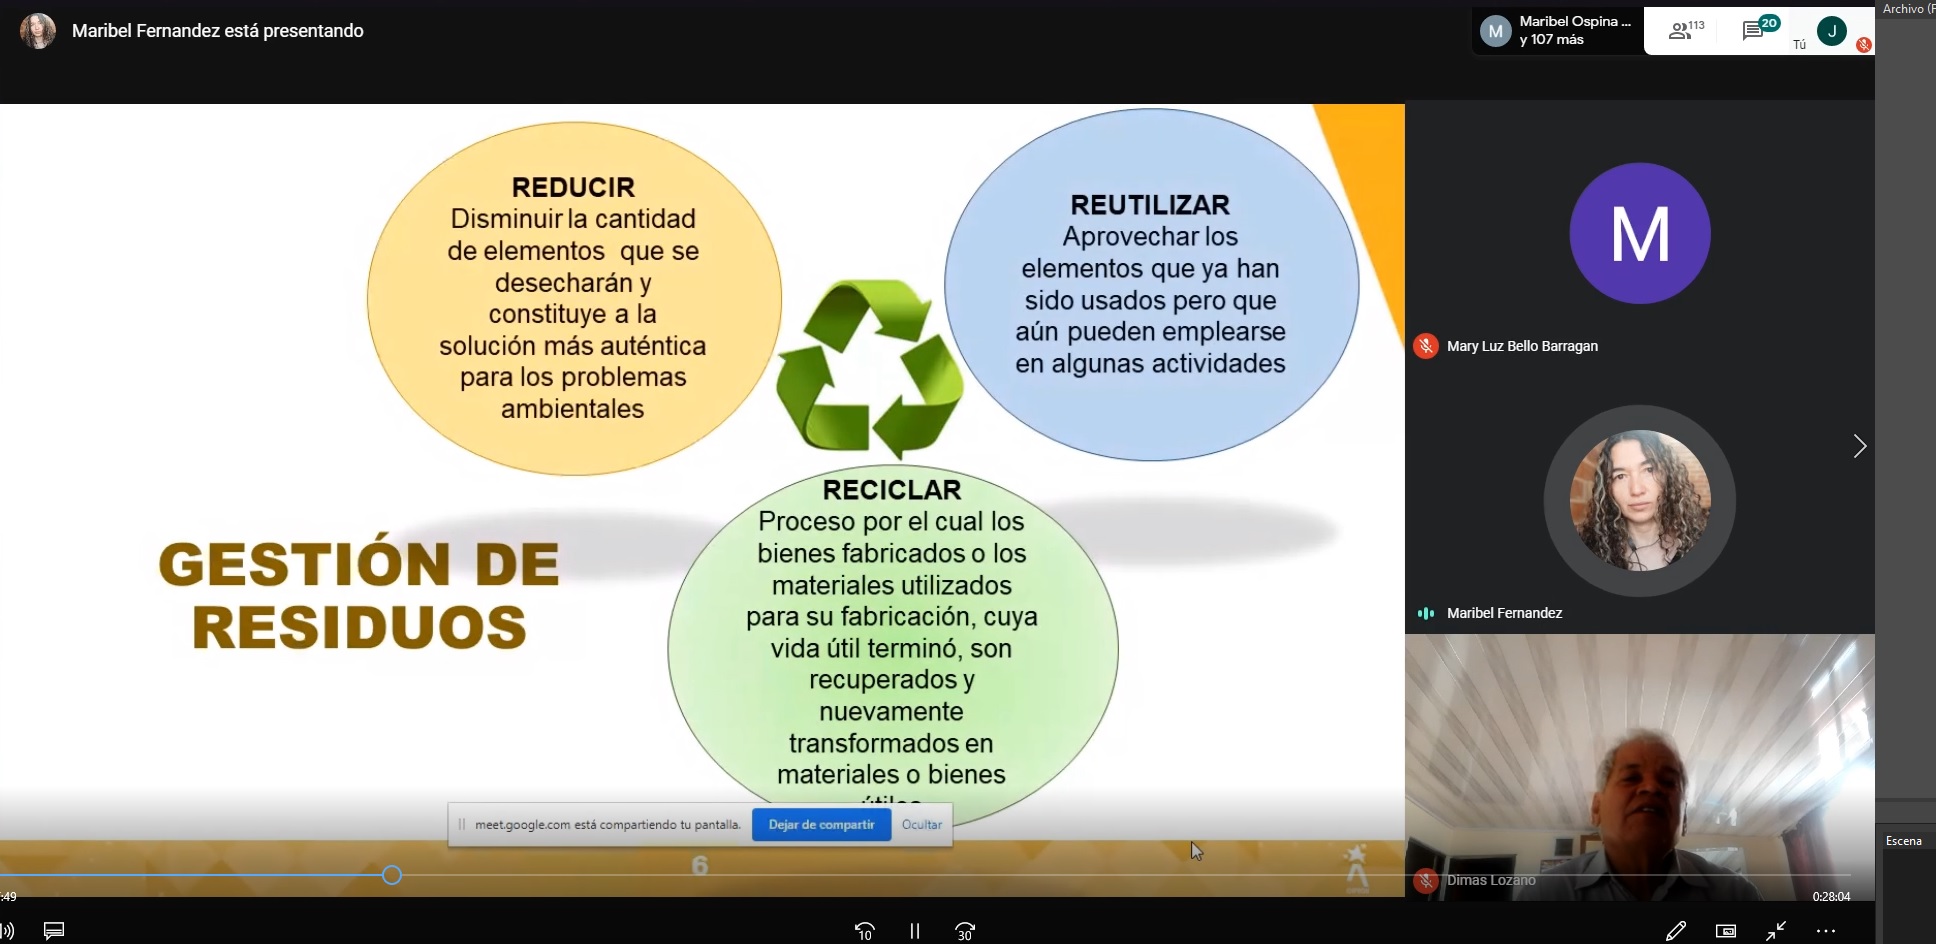 Maribel Fernandez está presentando
M
Maribel Ospina ...
y 107 más
113
20
Tú
J
Archivo (F
REDUCIR
Disminuir la cantidad
de elementos que se
desecharán y
constituye a la
solución más auténtica
para los problemas
ambientales
REUTILIZAR
Aprovechar los
elementos que ya han
sido usados pero que
aún pueden emplearse
en algunas actividades
RECICLAR
Proceso por el cual los
bienes fabricados o los
materiales utilizados
para su fabricación, cuya
vida útil terminó, son
recuperados y
nuevamente
transformados en
materiales o bienes
útiles
GESTIÓN DE
RESIDUOS
meet.google.com está compartiendo tu pantalla.
Dejar de compartir
Ocultar
6
M
Mary Luz Bello Barragan
Maribel Fernandez
Dimas Lozano
Escena
:49
0:28:04
10
30